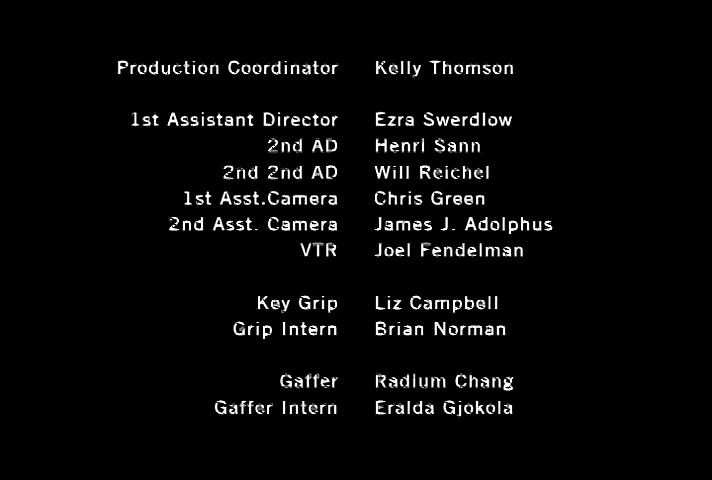 Production Coordinator Kelly Thomson
1st Assistant Director Ezra Swerdlow
2nd AD Henri Sann
2nd 2nd AD Will Reichel
1st Asst.Camera Chris Green
2nd Asst. Camera James J. Adolphus
VTR Joel Fendelman
Key Grip Liz Campbell
Grip Intern Brian Norman
Gaffer Radium Chang
Gaffer Intern Eralda Gjokola